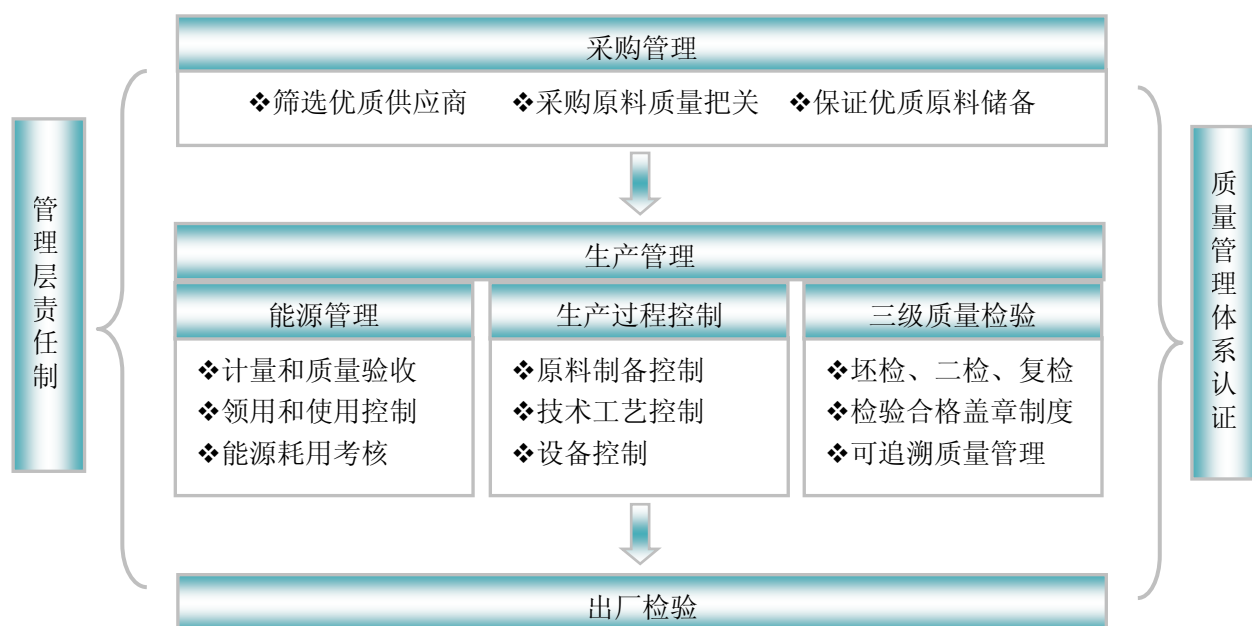 采购管理
❖筛选优质供应商 ❖采购原料质量把关 ❖保证优质原料储备
管理层责任制
质量管理体系认证
生产管理
能源管理
❖计量和质量验收
❖领用和使用控制
❖能源耗用考核
生产过程控制
❖原料制备控制
❖技术工艺控制
❖设备控制
三级质量检验
❖坯检、二检、复检
❖检验合格盖章制度
❖可追溯质量管理
出厂检验